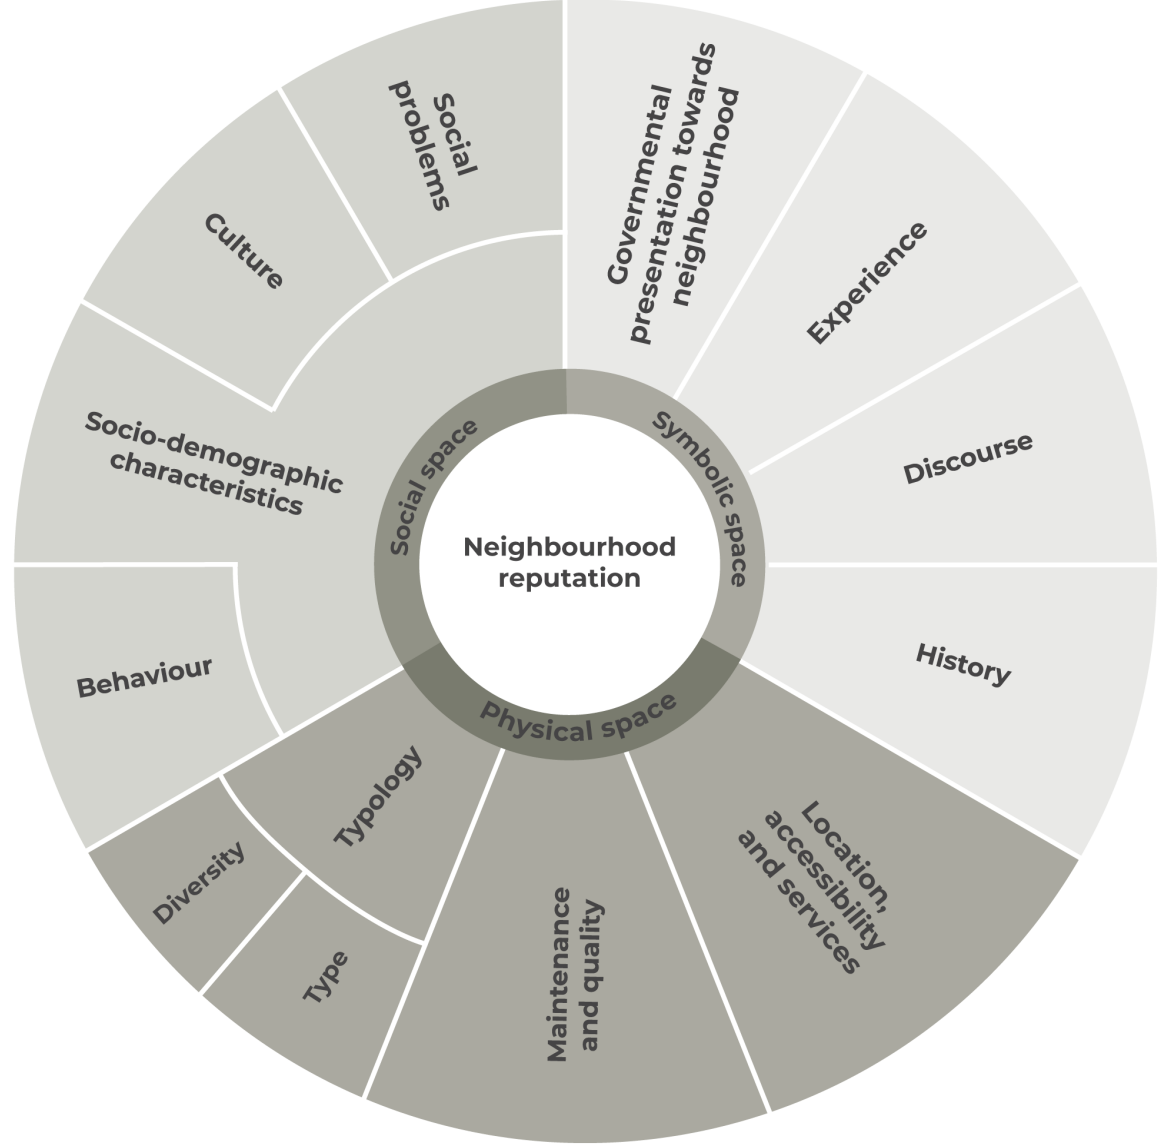 Neighbourhood
reputation
Social space
Symbolic space
Physical space
Social
problems
Culture
Socio-demographic
characteristics
Behaviour
Governmental
presentation towards
neighbourhood
Experience
Discourse
History
Location,
accessibility
and services
Maintenance
and quality
Typology
Type
Diversity